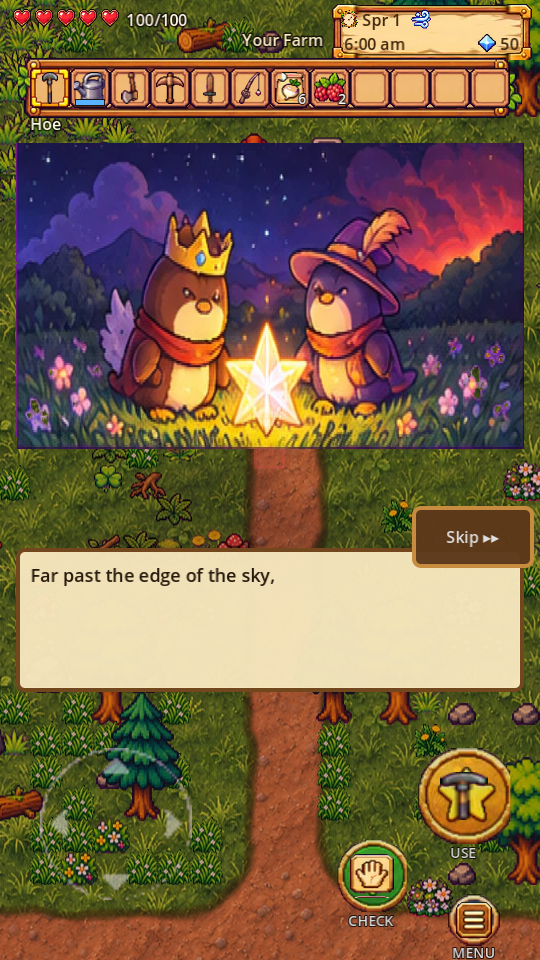 100/100
Your Farm
Spr 1
6:00 am
50
6
2
Hoe
Skip ▸▸
Far past the edge of the sky,
USE
CHECK
MENU